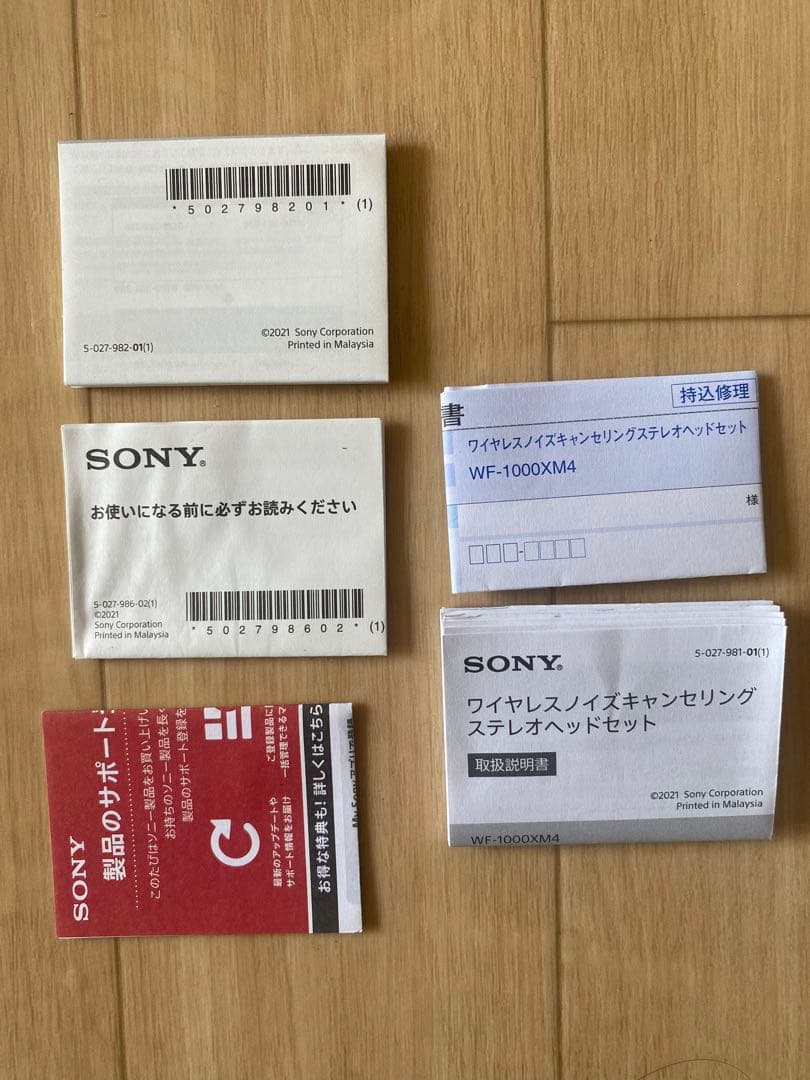 *502798201* (1)
©2021 Sony Corporation
5-027-982-01(1)
Printed in Malaysia
SONY®
お使いになる前に必ずお読みください
5-027-986-02(1)
©2021
Sony Corporation
Printed in Malaysia
*502798602* (1)
SONY
製品のサポート
このたびはソニー製品をお買い上げい
お持ちのソニー製品を長く
製品のサポート登録を
最新のアップデートや
サポート情報をお届け
ご登録製品に
一括管理できるマ
お得な特典も!詳しくはこちら
My Sony アプリで登録
書
持込修理
ワイヤレスノイズキャンセリングステレオヘッドセット
WF-1000XM4
様
SONY®
5-027-981-01(1)
ワイヤレスノイズキャンセリング
ステレオヘッドセット
取扱説明書
©2021 Sony Corporation
Printed in Malaysia
WF-1000XM4